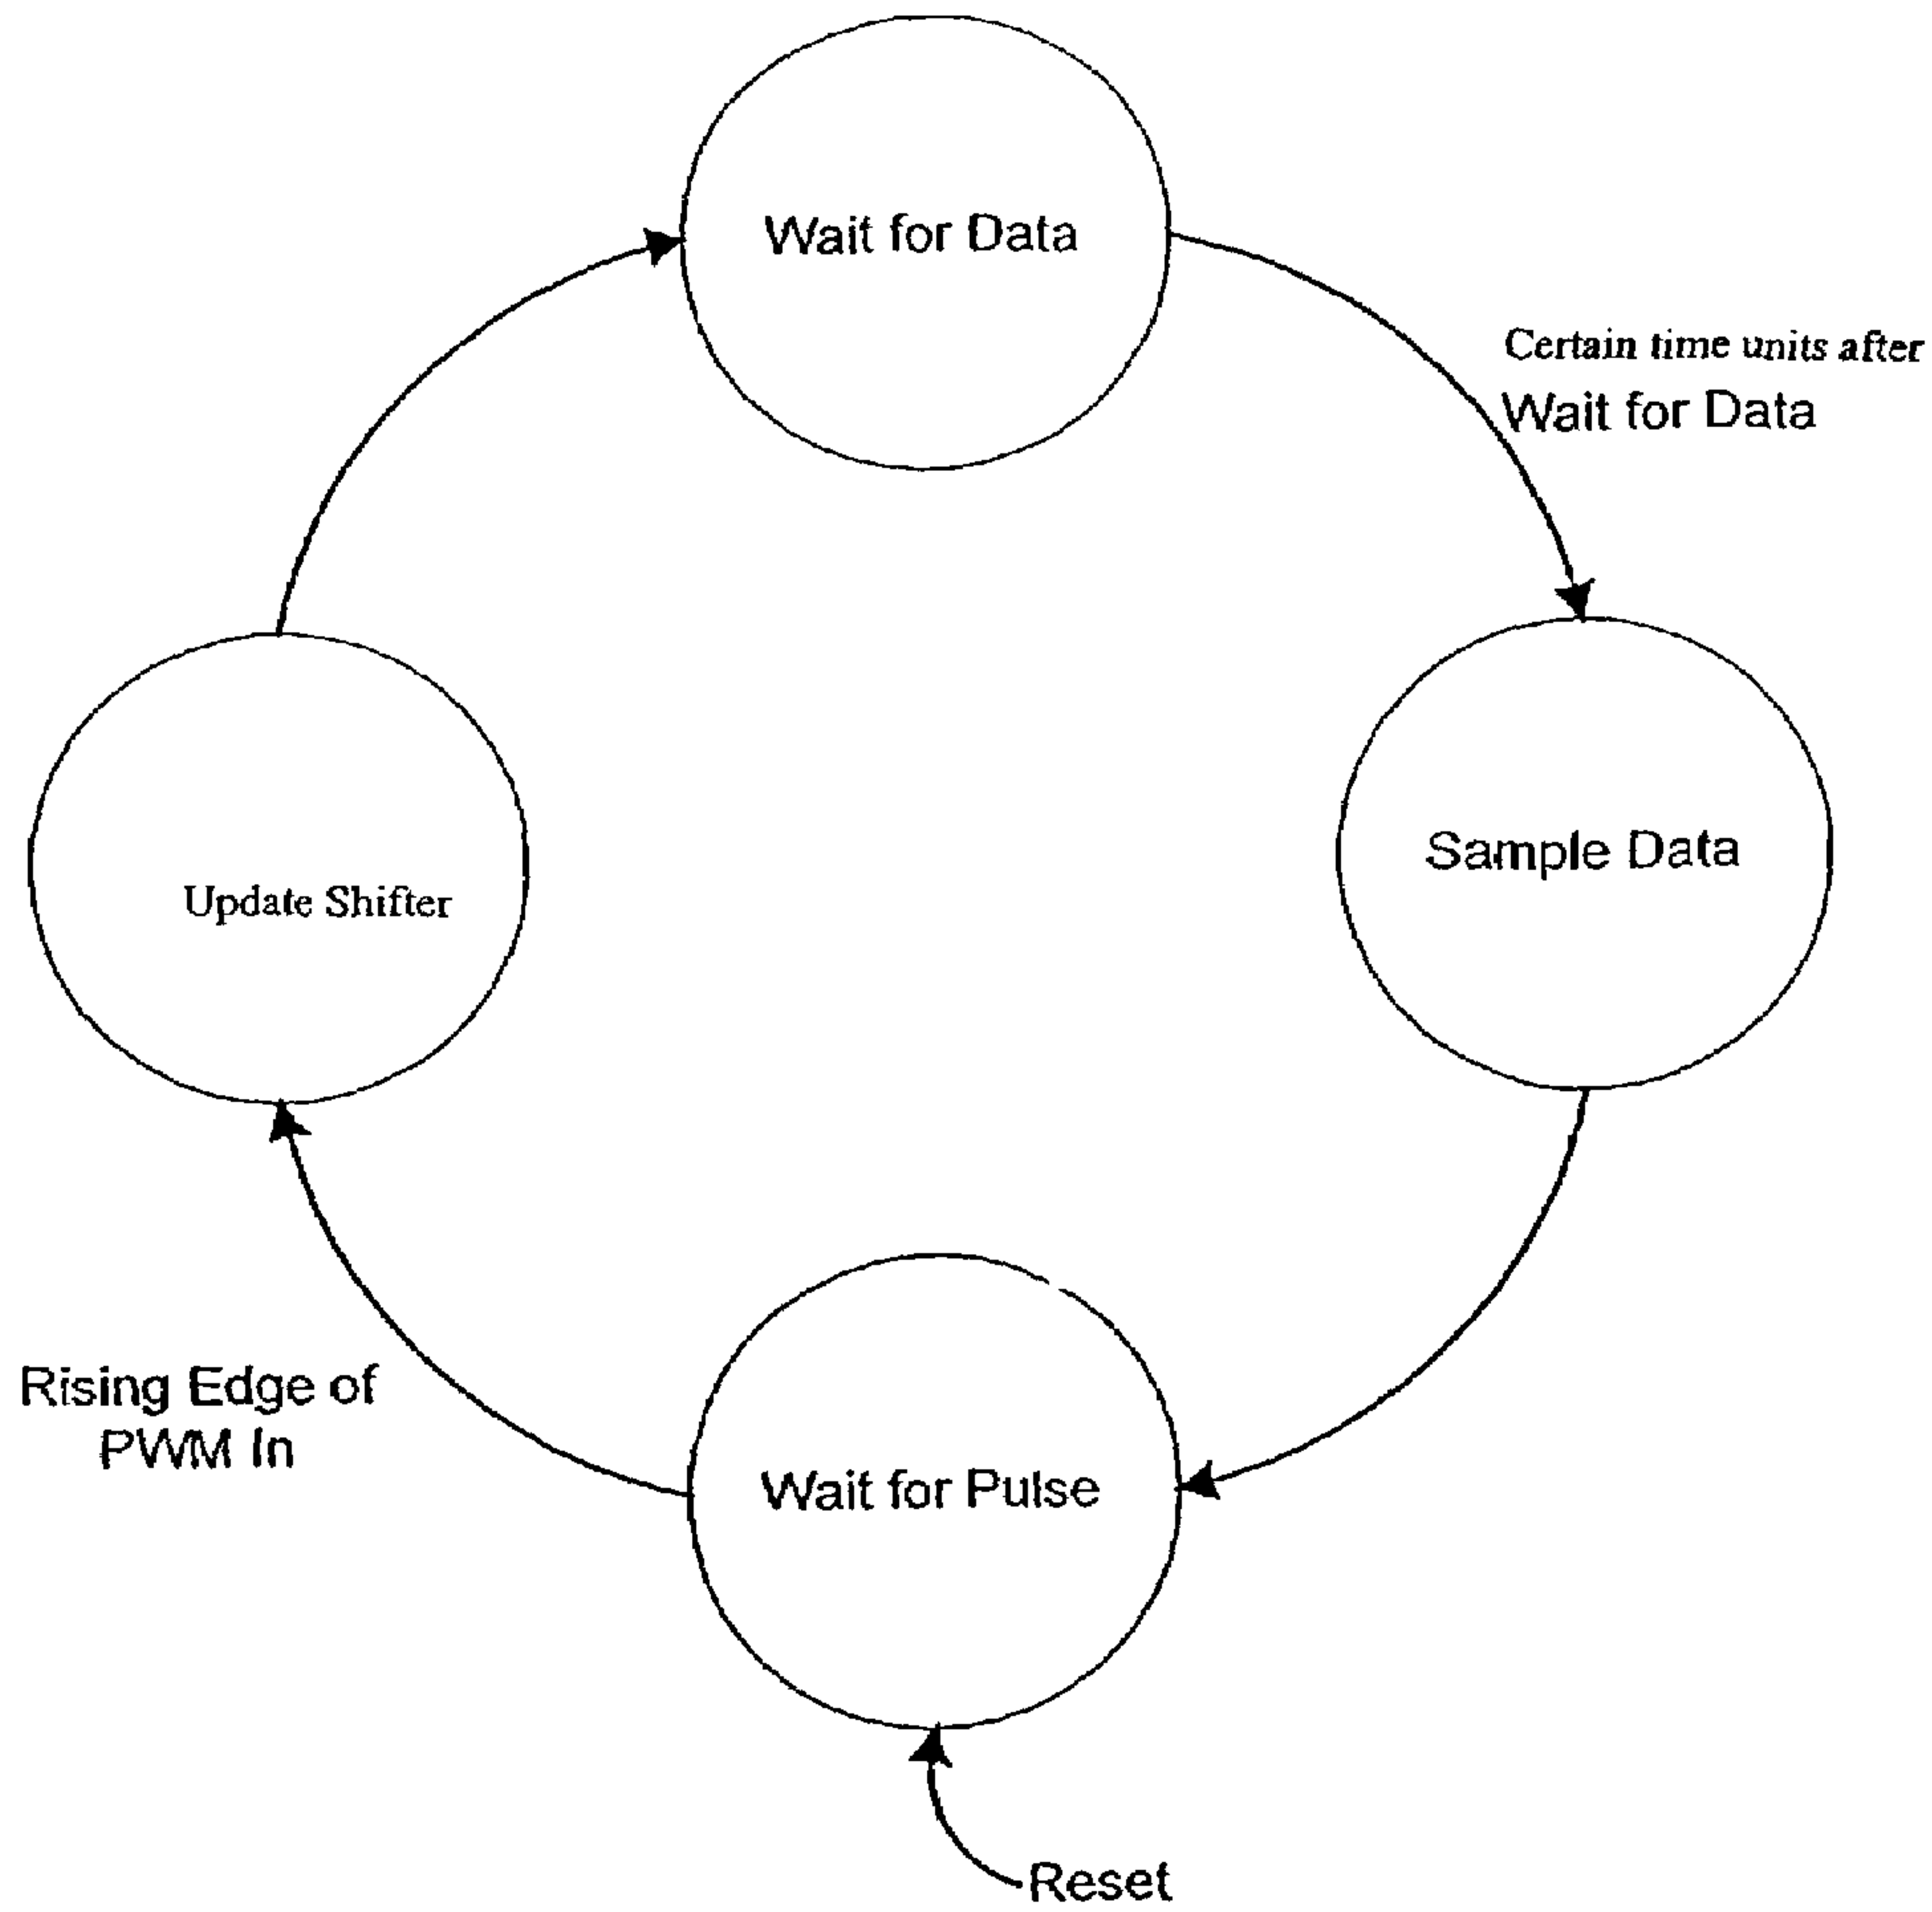 Wait for Data
Certain time units after
Wait for Data
Sample Data
Update Shifter
Rising Edge of
PWM In
Wait for Pulse
Reset